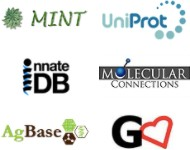 MINT
UniProt
innate
DB
MOLECULAR
CONNECTIONS
AgBase
G